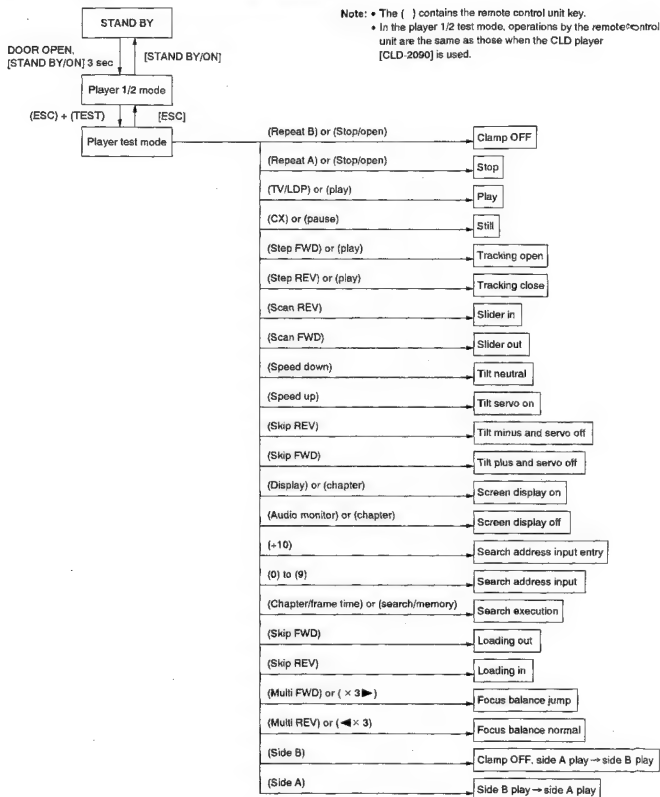 STAND BY
Note: • The ( ) contains the remote control unit key.
• In the player 1/2 test mode, operations by the remote control
unit are the same as those when the CLD player
[CLD-2090] is used.
DOOR OPEN,
[STAND BY/ON] 3 sec
[STAND BY/ON]
Player 1/2 mode
(ESC) + (TEST)
[ESC]
Player test mode
(Repeat B) or (Stop/open)
Clamp OFF
(Repeat A) or (Stop/open)
Stop
(TV/LDP) or (play)
Play
(CX) or (pause)
Still
(Step FWD) or (play)
Tracking open
(Step REV) or (play)
Tracking close
(Scan REV)
Slider in
(Scan FWD)
Slider out
(Speed down)
Tilt neutral
(Speed up)
Tilt servo on
(Skip REV)
Tilt minus and servo off
(Skip FWD)
Tilt plus and servo off
(Display) or (chapter)
Screen display on
(Audio monitor) or (chapter)
Screen display off
(+10)
Search address input entry
(0) to (9)
Search address input
(Chapter/frame time) or (search/memory)
Search execution
(Skip FWD)
Loading out
(Skip REV)
Loading in
(Multi FWD) or ( × 3▶)
Focus balance jump
(Multi REV) or (◀× 3)
Focus balance normal
(Side B)
Clamp OFF, side A play → side B play
(Side A)
Side B play → side A play